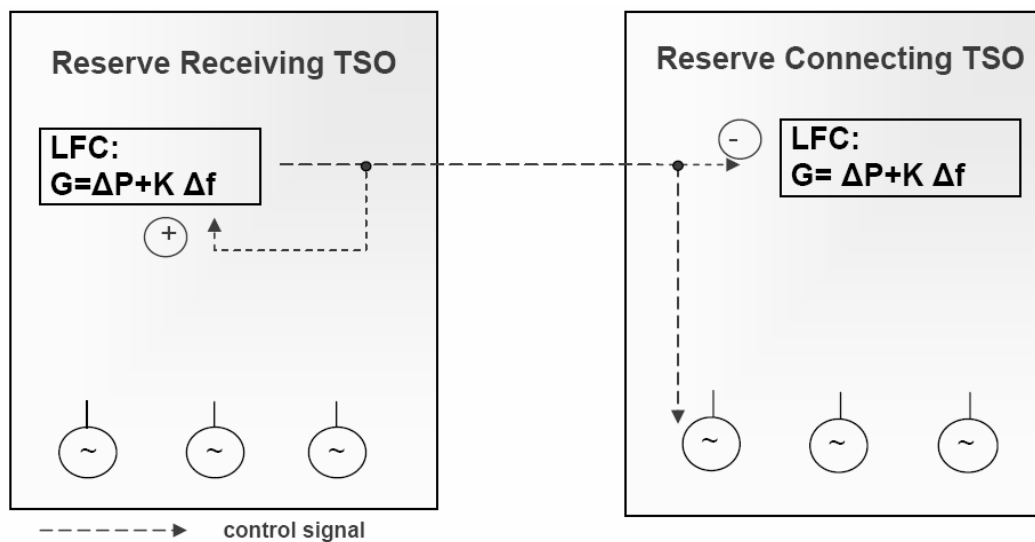 Reserve Receiving TSO
LFC:
G=ΔP+K Δf
+
~
~
~
Reserve Connecting TSO
-
LFC:
G= ΔP+K Δf
~
~
~
control signal